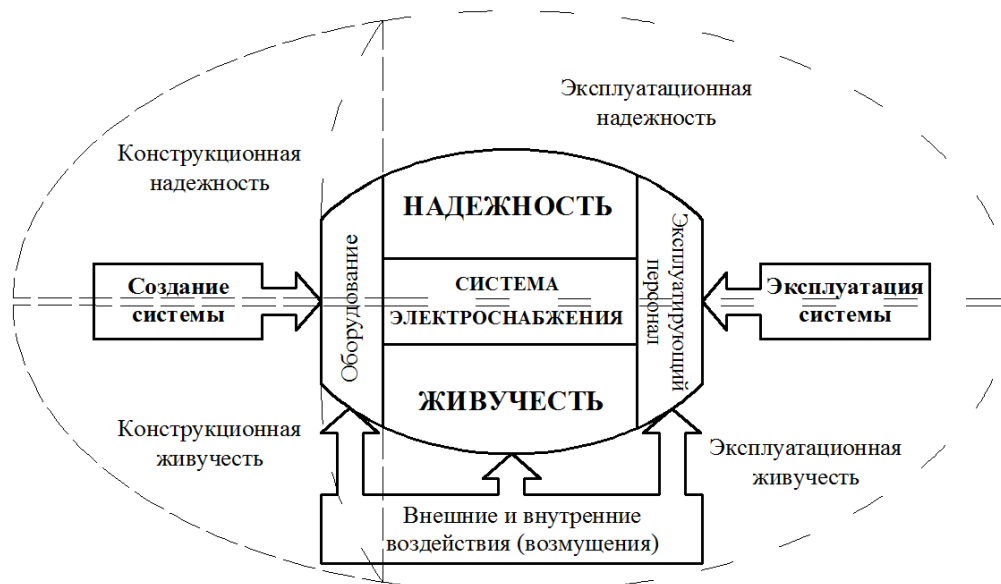 Эксплуатационная
надежность
Конструкционная
надежность
НАДЕЖНОСТЬ
Оборудование
СИСТЕМА
ЭЛЕКТРОСНАБЖЕНИЯ
Эксплуатирующий
персонал
Создание
системы
Эксплуатация
системы
ЖИВУЧЕСТЬ
Конструкционная
живучесть
Эксплуатационная
живучесть
Внешние и внутренние
воздействия (возмущения)